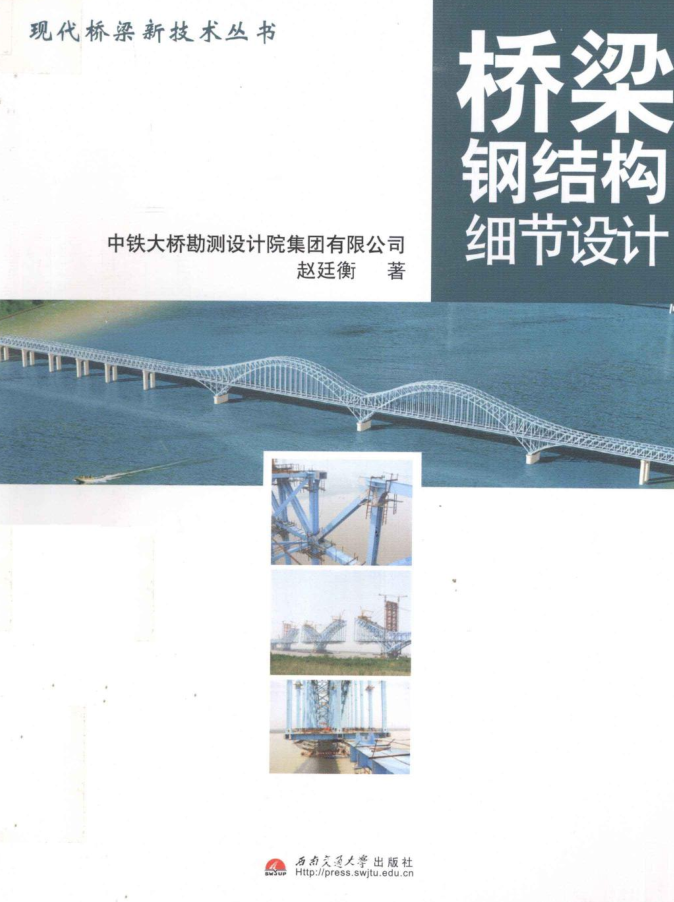 现代桥梁新技术丛书
桥梁
钢结构
细节设计
中铁大桥勘测设计院集团有限公司
赵廷衡 著
SWJUP
西南交通大学出版社
Http://press.swjtu.edu.cn